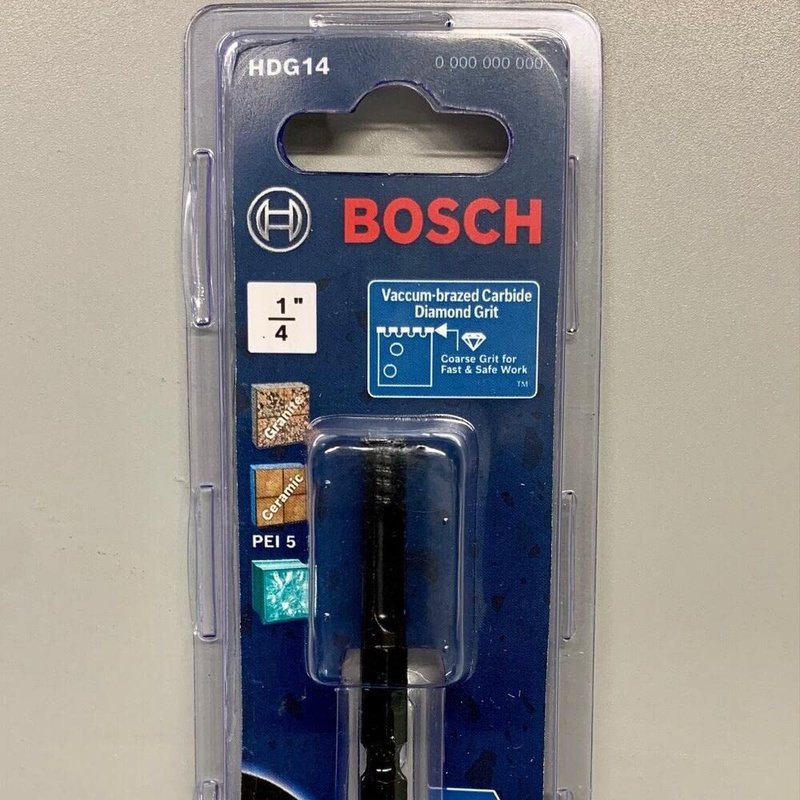 HDG14
0 000 000 000
BOSCH
1"
4
Vaccum-brazed Carbide
Diamond Grit
Coarse Grit for
Fast & Safe Work
TM
Granite
Ceramic
PEI 5